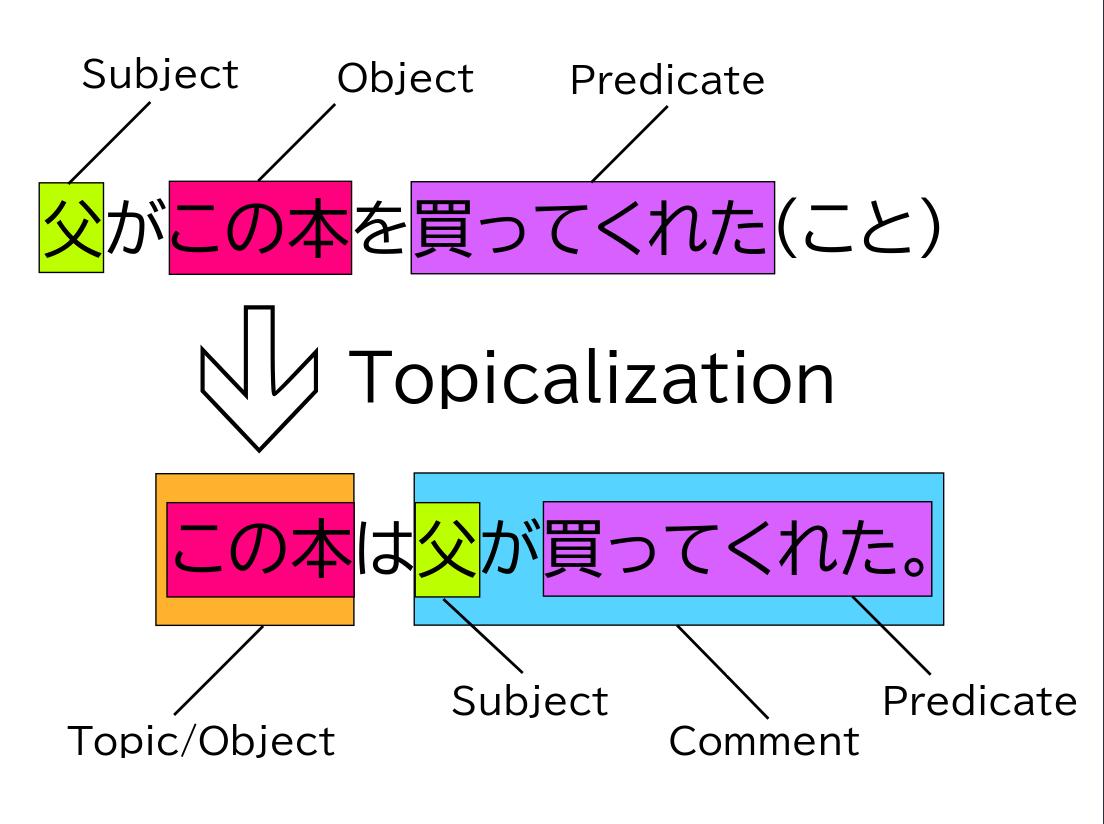 Subject Object Predicate
父がこの本を買ってくれた(こと)
Topicalization
この本は父が買ってくれた。
Subject Predicate
Topic/Object Comment